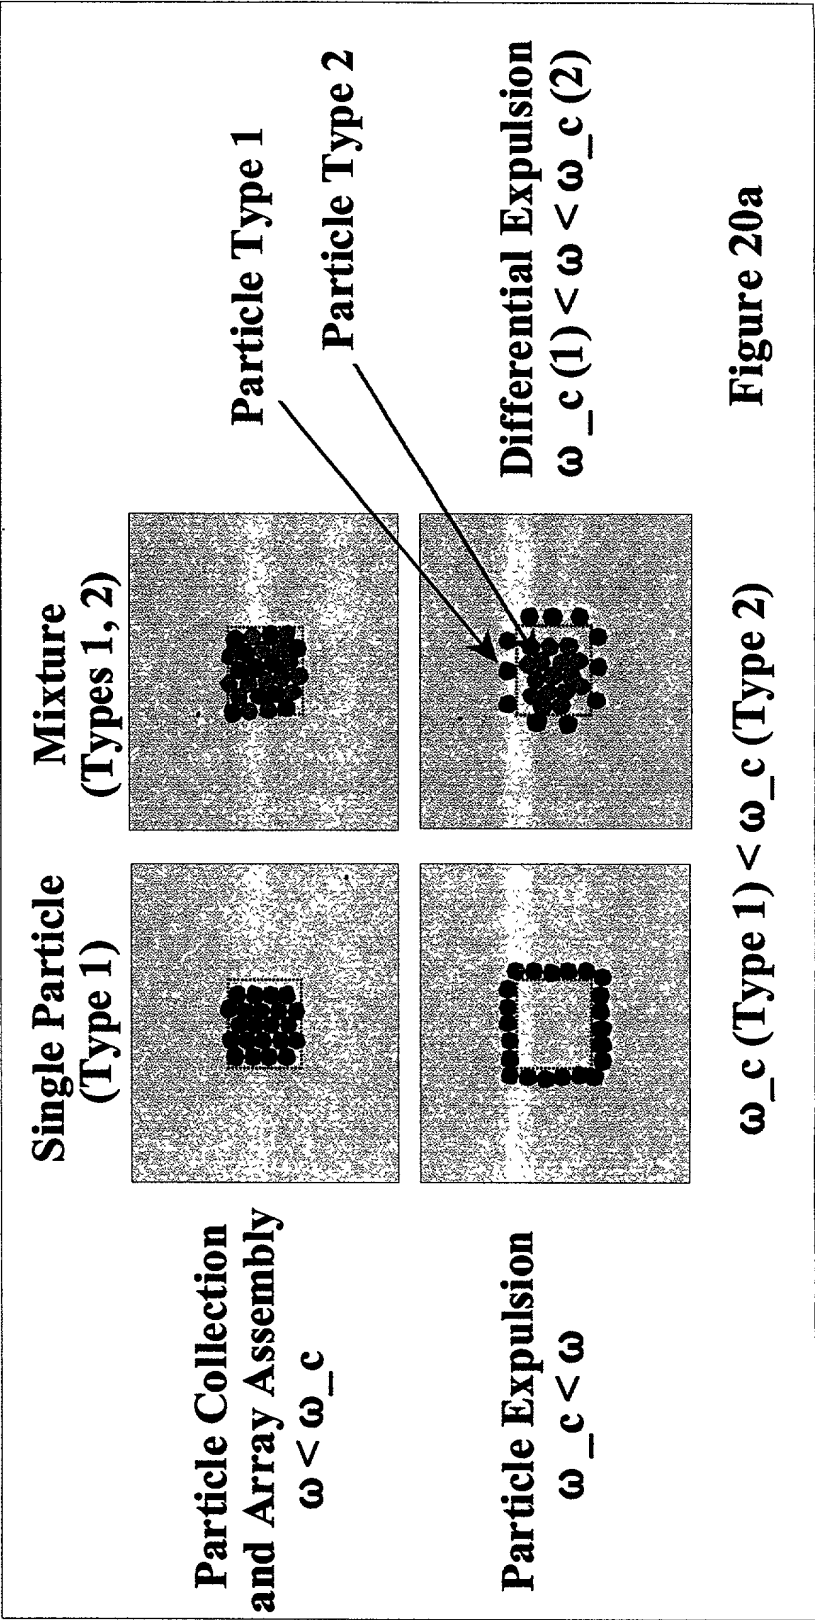 Single Particle
(Type 1)
Mixture
(Types 1, 2)
Particle Collection
and Array Assembly
ω < ω_c
Particle Type 1
Particle Type 2
Particle Expulsion
ω_c < ω
Differential Expulsion
ω_c (1) < ω < ω_c (2)
ω_c (Type 1) < ω_c (Type 2)
Figure 20a